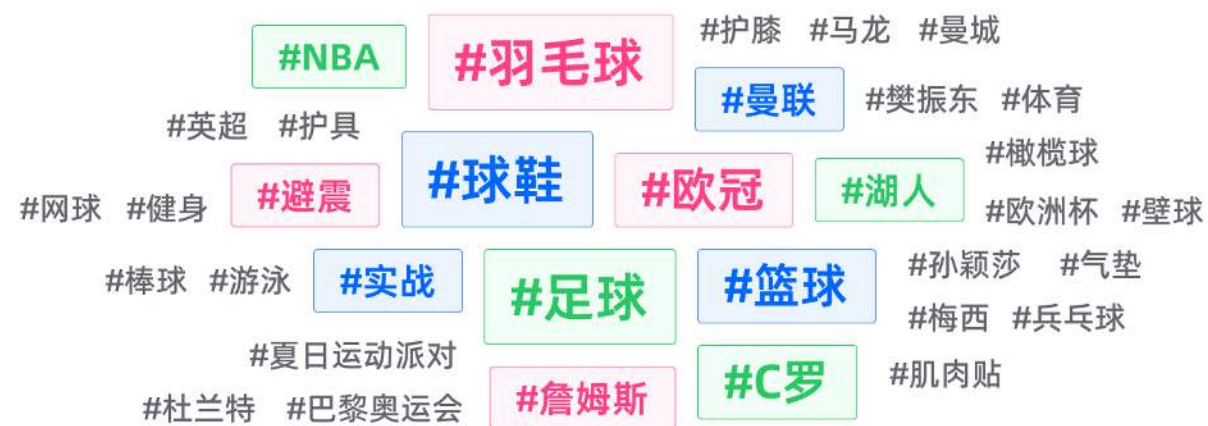 #护膝 #马龙 #曼城
#NBA #羽毛球
#曼联 #樊振东 #体育
#英超 #护具
#橄榄球
#球鞋 #欧冠 #湖人
#网球 #健身 #避震
#欧洲杯 #壁球
#孙颖莎 #气垫
#棒球 #游泳 #实战 #足球 #篮球
#梅西 #乒乓球
#夏日运动派对
#C罗 #肌肉贴
#杜兰特 #巴黎奥运会 #詹姆斯